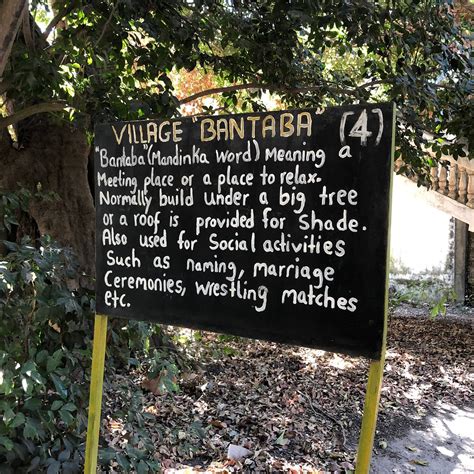 VILLAGE "BANTABA" (4)
"Bantaba" (Mandinka Word) Meaning a
Meeting place or a place to relax.
Normally build under a big tree
or a roof is provided for Shade.
Also used for Social activities
Such as naming, marriage
Ceremonies, wrestling matches
etc.